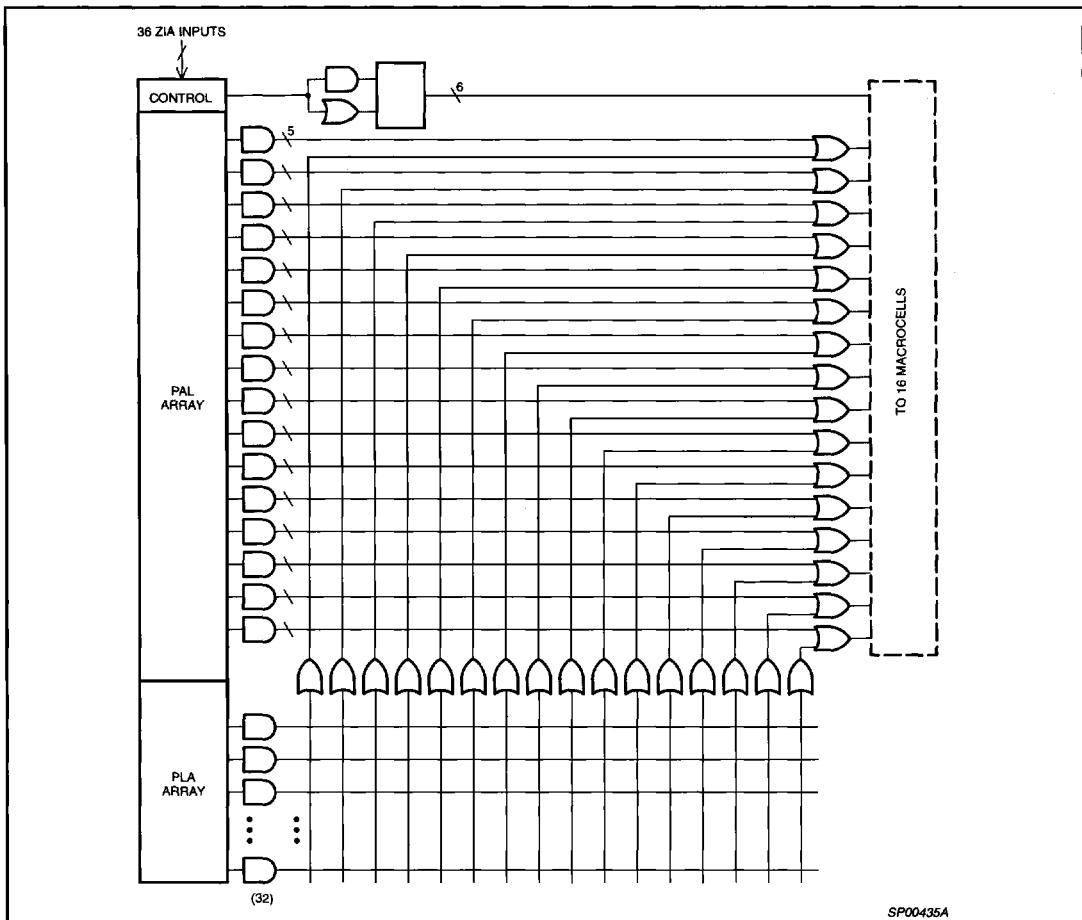 36 ZIA INPUTS
CONTROL
6
5
PAL
ARRAY
TO 16 MACROCELLS
PLA
ARRAY
(32)
SP00435A